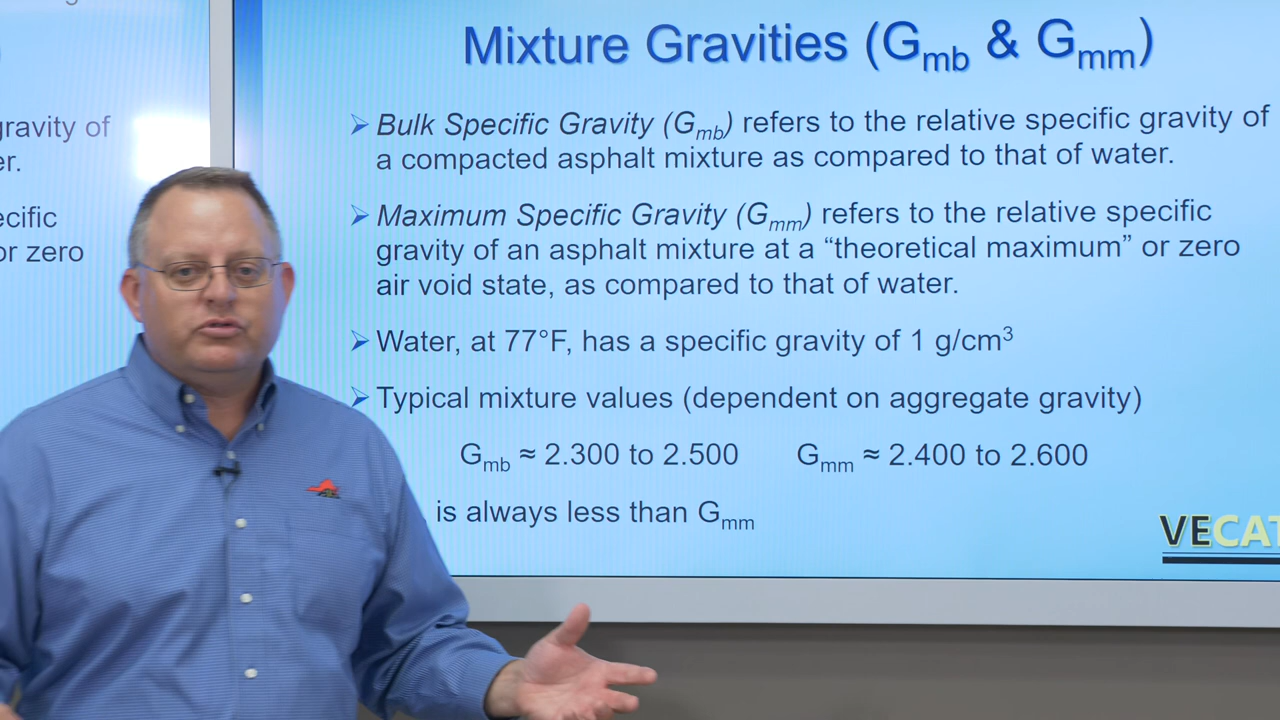 gravity of
er.
ecific
or zero
Mixture Gravities (Gmb & Gmm)
➢ Bulk Specific Gravity (Gmb) refers to the relative specific gravity of
a compacted asphalt mixture as compared to that of water.
➢ Maximum Specific Gravity (Gmm) refers to the relative specific
gravity of an asphalt mixture at a “theoretical maximum” or zero
air void state, as compared to that of water.
➢ Water, at 77°F, has a specific gravity of 1 g/cm³
➢ Typical mixture values (dependent on aggregate gravity)
Gmb ≈ 2.300 to 2.500 Gmm ≈ 2.400 to 2.600
is always less than Gmm
VECAT